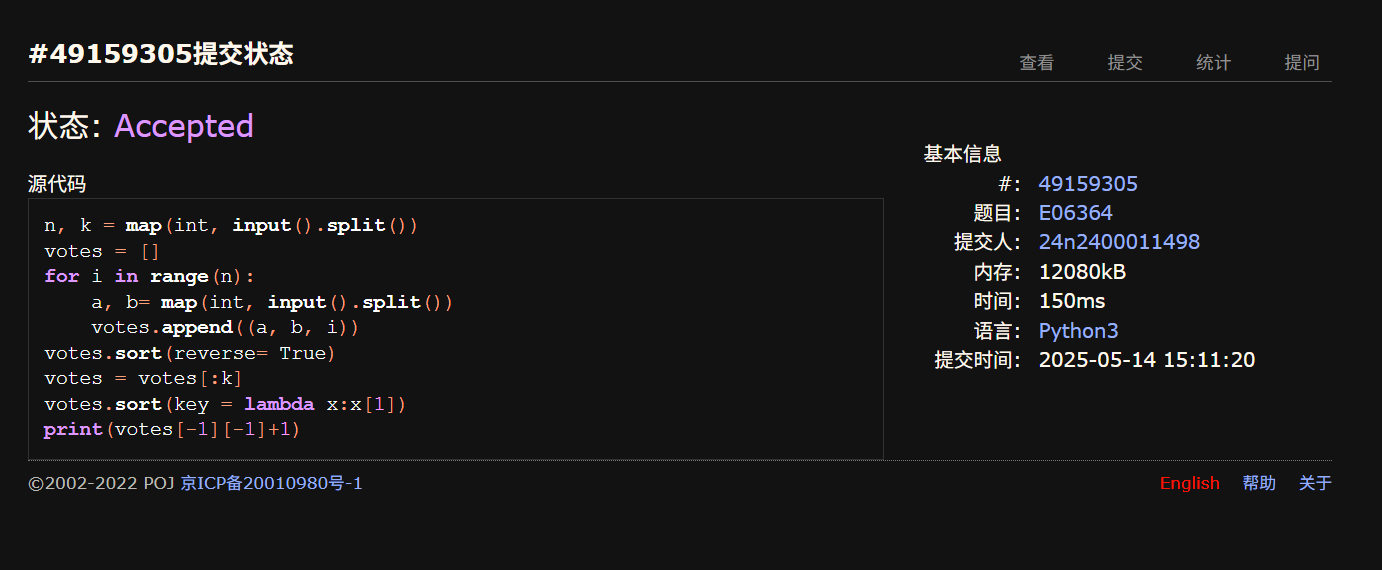 #49159305提交状态
查看 提交 统计 提问
状态: Accepted
源代码
n, k = map(int, input().split())
votes = []
for i in range(n):
    a, b= map(int, input().split())
    votes.append((a, b, i))
votes.sort(reverse= True)
votes = votes[:k]
votes.sort(key = lambda x:x[1])
print(votes[-1][-1]+1)
基本信息
#: 49159305
题目: E06364
提交人: 24n2400011498
内存: 12080kB
时间: 150ms
语言: Python3
提交时间: 2025-05-14 15:11:20
©2002-2022 POJ 京ICP备20010980号-1
English 帮助 关于